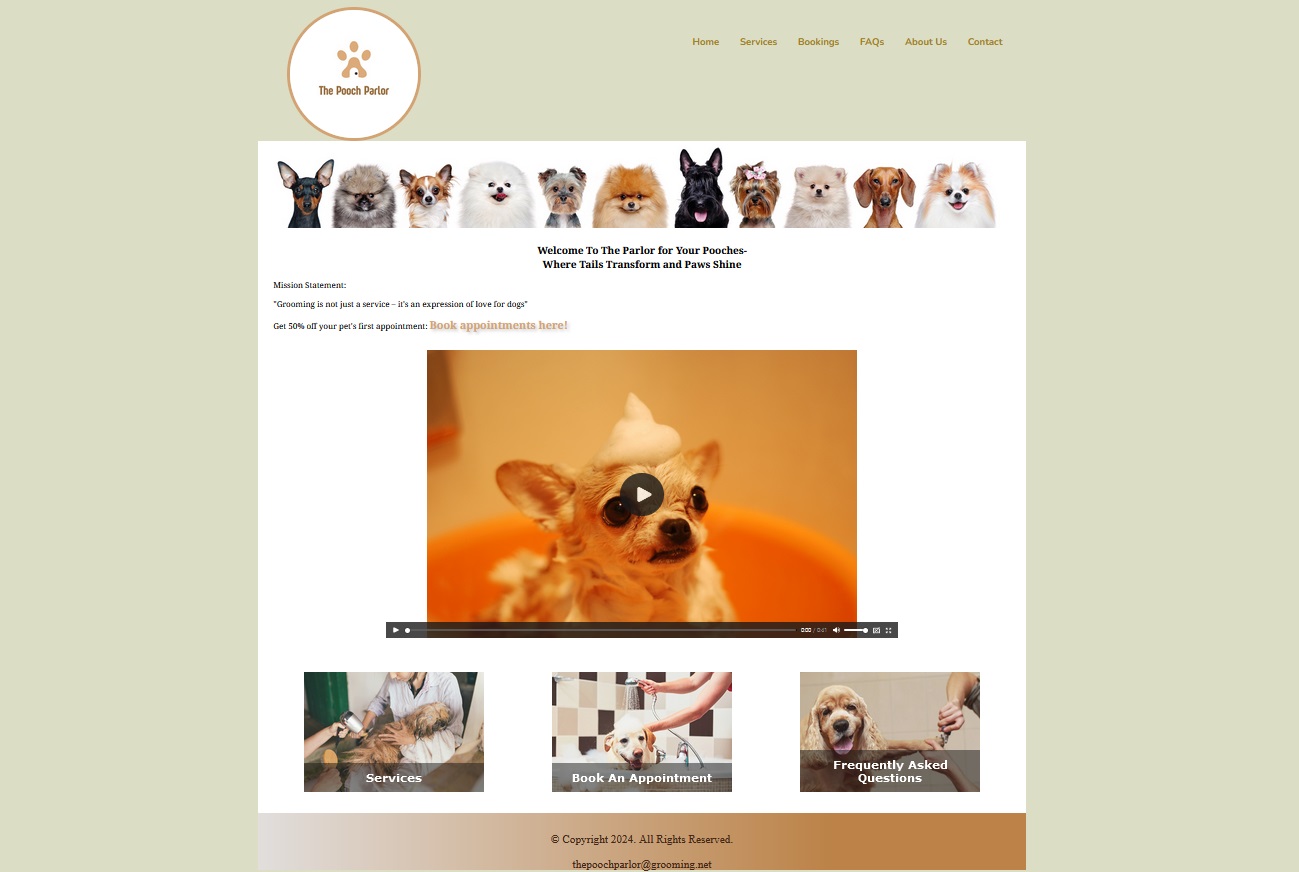 The Pooch Parlor
Home Services Bookings FAQs About Us Contact
Welcome To The Parlor for Your Pooches-
Where Tails Transform and Paws Shine
Mission Statement:
"Grooming is not just a service – it's an expression of love for dogs"
Get 50% off your pet's first appointment: Book appointments here!
0:00 / 0:47
Services
Book An Appointment
Frequently Asked
Questions
© Copyright 2024. All Rights Reserved.
thepoochparlor@grooming.net